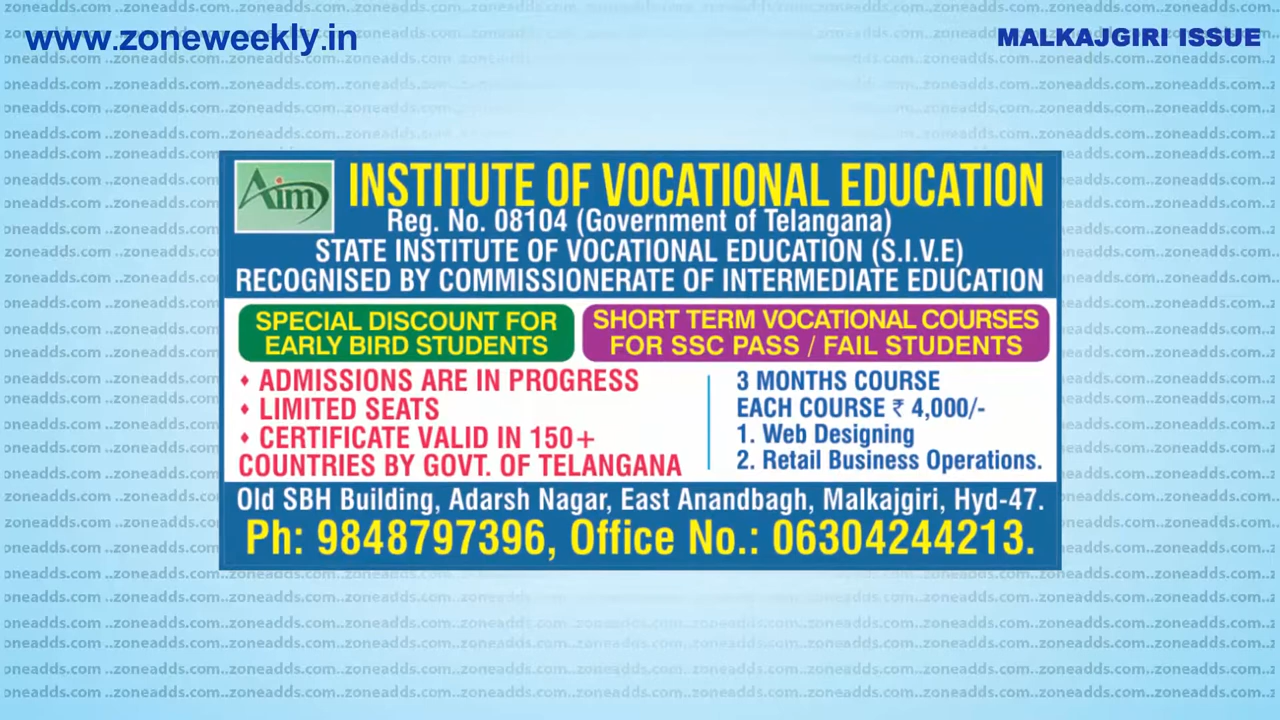 www.zoneweekly.in
MALKAJGIRI ISSUE
Aim
INSTITUTE OF VOCATIONAL EDUCATION
Reg. No. 08104 (Government of Telangana)
STATE INSTITUTE OF VOCATIONAL EDUCATION (S.I.V.E)
RECOGNISED BY COMMISSIONERATE OF INTERMEDIATE EDUCATION
SPECIAL DISCOUNT FOR
EARLY BIRD STUDENTS
SHORT TERM VOCATIONAL COURSES
FOR SSC PASS / FAIL STUDENTS
• ADMISSIONS ARE IN PROGRESS
• LIMITED SEATS
• CERTIFICATE VALID IN 150+
COUNTRIES BY GOVT. OF TELANGANA
3 MONTHS COURSE
EACH COURSE ₹ 4,000/-
1. Web Designing
2. Retail Business Operations.
Old SBH Building, Adarsh Nagar, East Anandbagh, Malkajgiri, Hyd-47.
Ph: 9848797396, Office No.: 06304244213.